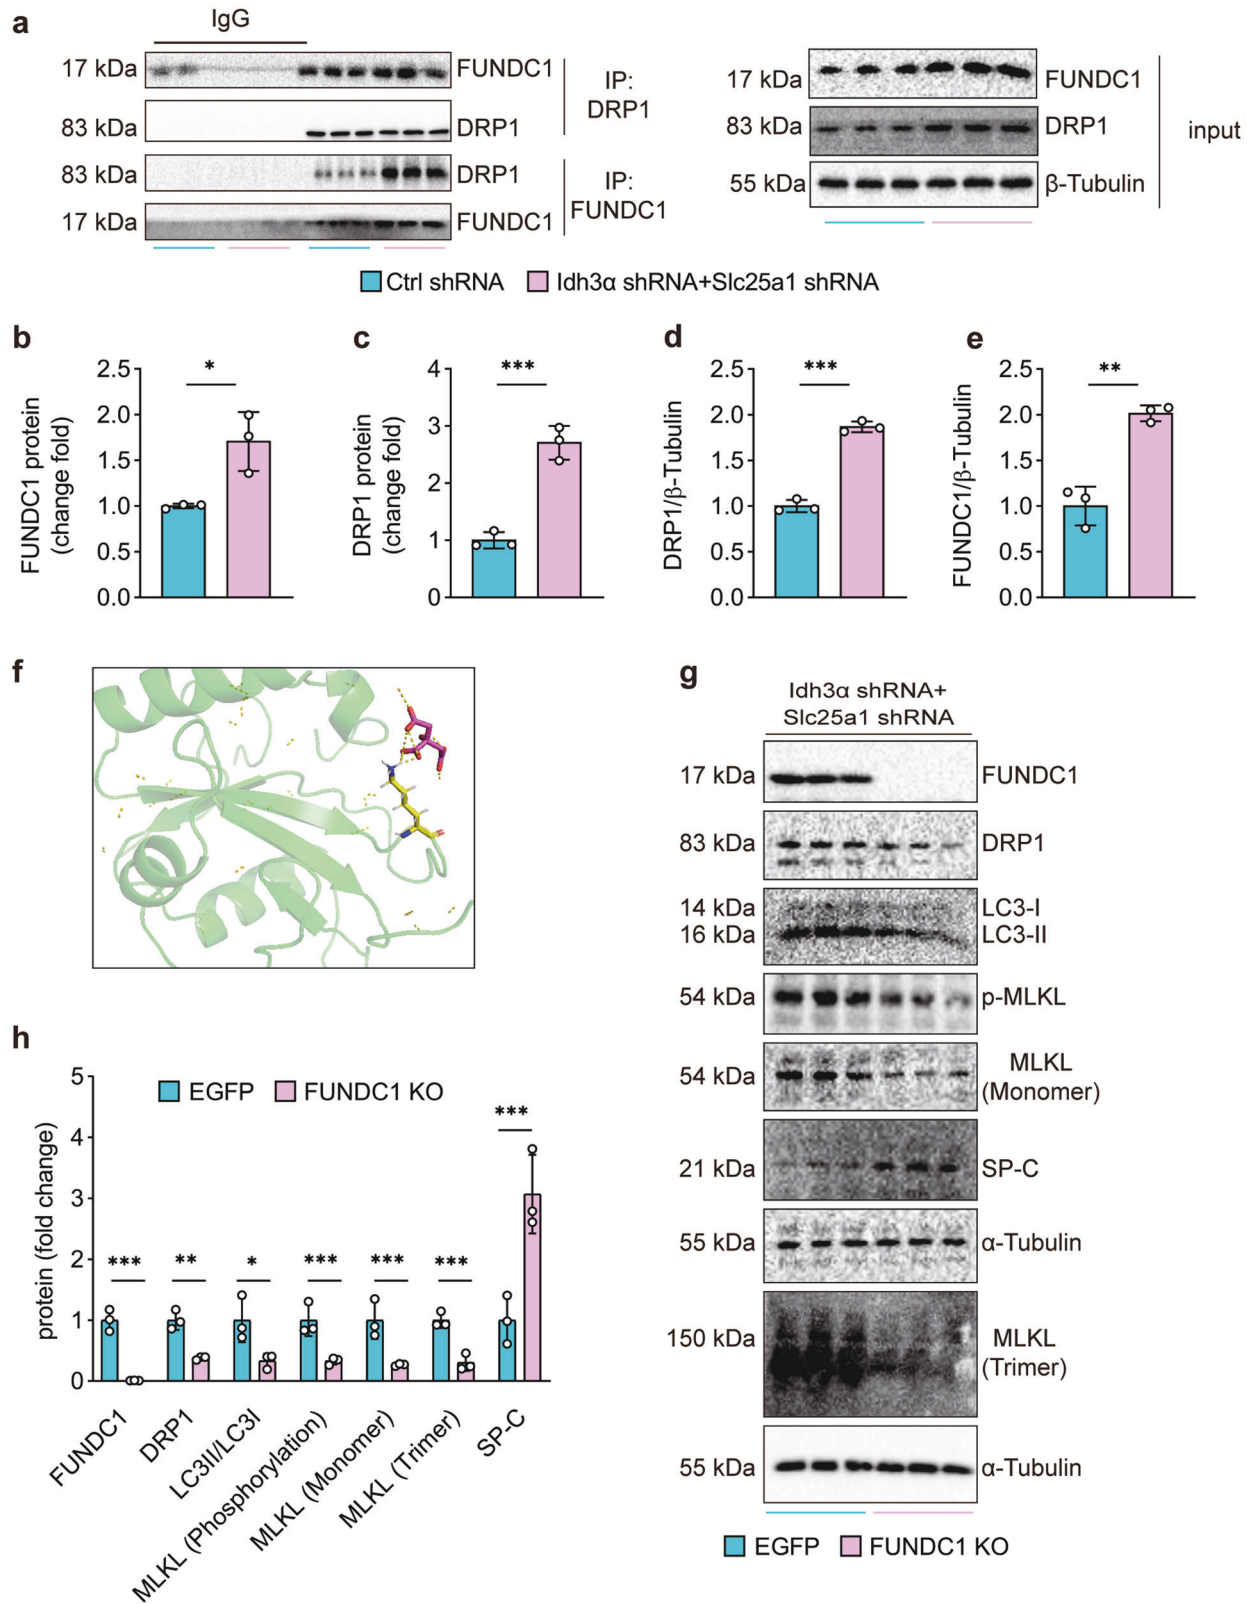 a
IgG
17 kDa
FUNDC1
83 kDa
DRP1
IP:
DRP1
83 kDa
DRP1
17 kDa
FUNDC1
IP:
FUNDC1
17 kDa
FUNDC1
83 kDa
DRP1
55 kDa
β-Tubulin
input
Ctrl shRNA
Idh3α shRNA+Slc25a1 shRNA
b
FUNDC1 protein
(change fold)
2.5
2.0
1.5
1.0
0.5
0.0
*
c
DRP1 protein
(change fold)
4
3
2
1
0
***
d
DRP1/β-Tubulin
2.5
2.0
1.5
1.0
0.5
0.0
***
e
FUNDC1/β-Tubulin
2.5
2.0
1.5
1.0
0.5
0.0
**
f
g
Idh3α shRNA+
Slc25a1 shRNA
17 kDa
FUNDC1
83 kDa
DRP1
14 kDa
LC3-I
16 kDa
LC3-II
54 kDa
p-MLKL
54 kDa
MLKL
(Monomer)
21 kDa
SP-C
55 kDa
α-Tubulin
150 kDa
MLKL
(Trimer)
55 kDa
α-Tubulin
EGFP
FUNDC1 KO
h
protein (fold change)
5
4
3
2
1
0
EGFP
FUNDC1 KO
***
**
*
***
***
***
***
FUNDC1
DRP1
LC3II/LC3I
MLKL (Phosphorylation)
MLKL (Monomer)
MLKL (Trimer)
SP-C